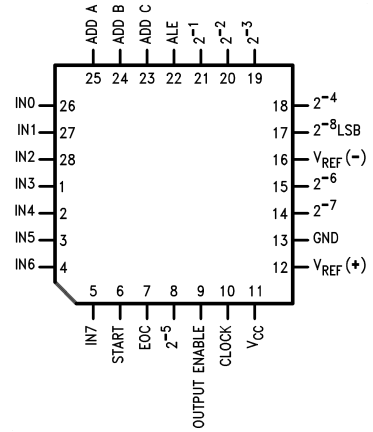 ADD A
ADD B
ADD C
ALE
2⁻¹
2⁻²
2⁻³
25 24 23 22 21 20 19
IN0 26
IN1 27
IN2 28
IN3 1
IN4 2
IN5 3
IN6 4
18 2⁻⁴
17 2⁻⁸LSB
16 V_REF(−)
15 2⁻⁶
14 2⁻⁷
13 GND
12 V_REF(+)
5 6 7 8 9 10 11
IN7
START
EOC
2⁻⁵
OUTPUT ENABLE
CLOCK
V_CC